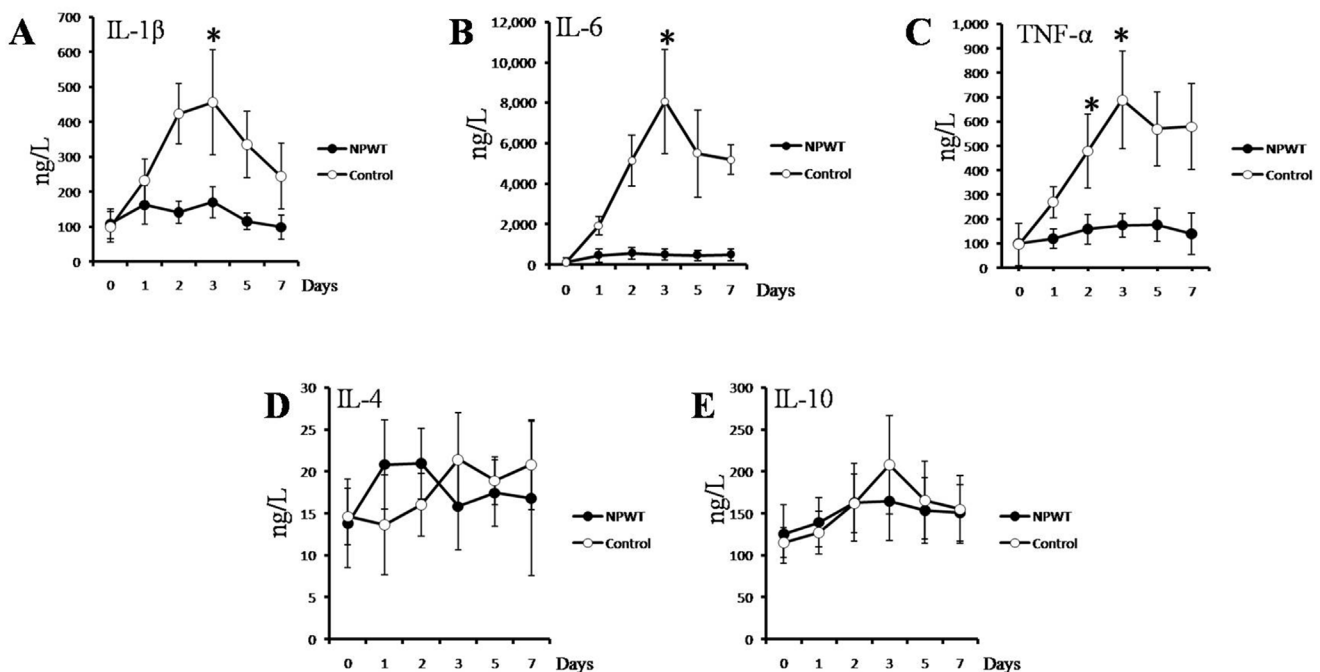 A
IL-1β
700
600
500
400
300
200
100
0
ng/L
*
NPWT
Control
0 1 2 3 5 7 Days
B
IL-6
12,000
10,000
8,000
6,000
4,000
2,000
0
ng/L
*
NPWT
Control
0 1 2 3 5 7 Days
C
TNF-α
1,000
900
800
700
600
500
400
300
200
100
0
ng/L
*
*
NPWT
Control
0 1 2 3 5 7 Days
D
IL-4
30
25
20
15
10
5
0
ng/L
NPWT
Control
0 1 2 3 5 7 Days
E
IL-10
300
250
200
150
100
50
0
ng/L
NPWT
Control
0 1 2 3 5 7 Days